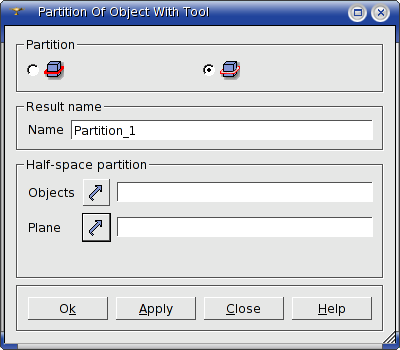 Partition Of Object With Tool
Partition
Result name
Name Partition_1
Half-space partition
Objects
Plane
Ok Apply Close Help